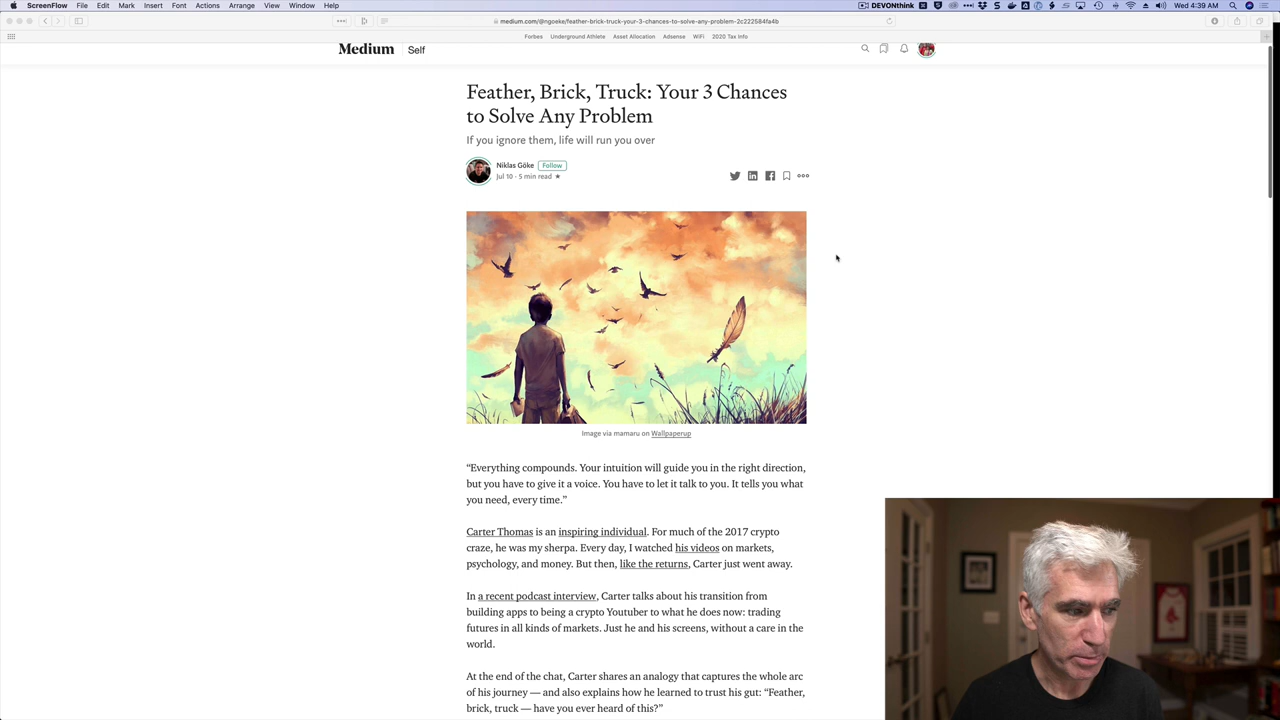 ScreenFlow File Edit Mark Insert Font Actions Arrange View Window Help
DEVONthink
Wed 4:39 AM
medium.com/@ngoeke/feather-brick-truck-your-3-chances-to-solve-any-problem-2c222584fa4b
Forbes Underground Athlete Asset Allocation Adsense WiFi 2020 Tax Info
Medium Self
Feather, Brick, Truck: Your 3 Chances
to Solve Any Problem
If you ignore them, life will run you over
Niklas Göke Follow
Jul 10 · 5 min read ★
Image via mamaru on Wallpaperup
“Everything compounds. Your intuition will guide you in the right direction,
but you have to give it a voice. You have to let it talk to you. It tells you what
you need, every time.”
Carter Thomas is an inspiring individual. For much of the 2017 crypto
craze, he was my sherpa. Every day, I watched his videos on markets,
psychology, and money. But then, like the returns, Carter just went away.
In a recent podcast interview, Carter talks about his transition from
building apps to being a crypto Youtuber to what he does now: trading
futures in all kinds of markets. Just he and his screens, without a care in the
world.
At the end of the chat, Carter shares an analogy that captures the whole arc
of his journey — and also explains how he learned to trust his gut: “Feather,
brick, truck — have you ever heard of this?”